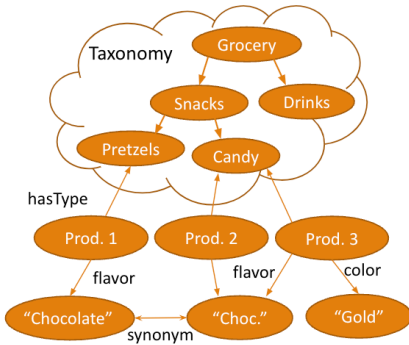 Grocery
Taxonomy
Snacks
Drinks
Pretzels
Candy
hasType
Prod. 1
Prod. 2
Prod. 3
flavor
flavor
color
"Chocolate"
"Choc."
"Gold"
synonym